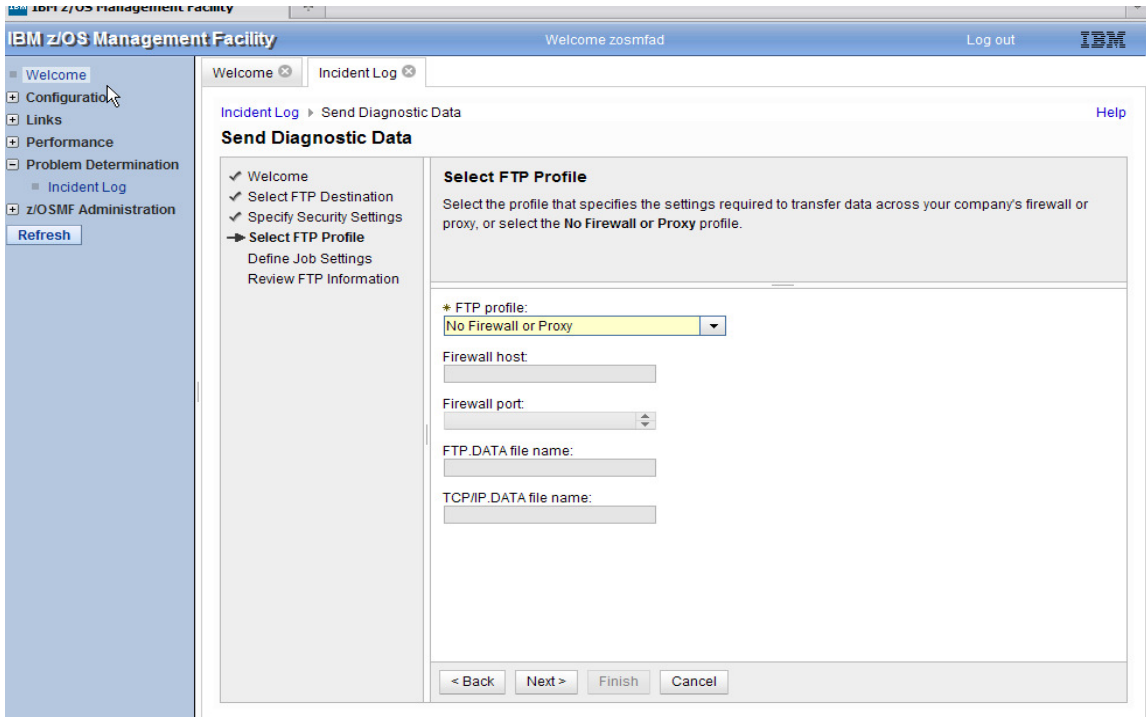 IBM z/OS Management Facility
IBM z/OS Management Facility
Welcome zosmfad
Log out
IBM
Welcome
Configuration
Links
Performance
Problem Determination
Incident Log
z/OSMF Administration
Refresh
Welcome
Incident Log
Incident Log
Send Diagnostic Data
Help
Send Diagnostic Data
Welcome
Select FTP Destination
Specify Security Settings
Select FTP Profile
Define Job Settings
Review FTP Information
Select FTP Profile
Select the profile that specifies the settings required to transfer data across your company's firewall or
proxy, or select the No Firewall or Proxy profile.
* FTP profile:
No Firewall or Proxy
Firewall host:
Firewall port:
FTP.DATA file name:
TCP/IP.DATA file name:
< Back
Next >
Finish
Cancel